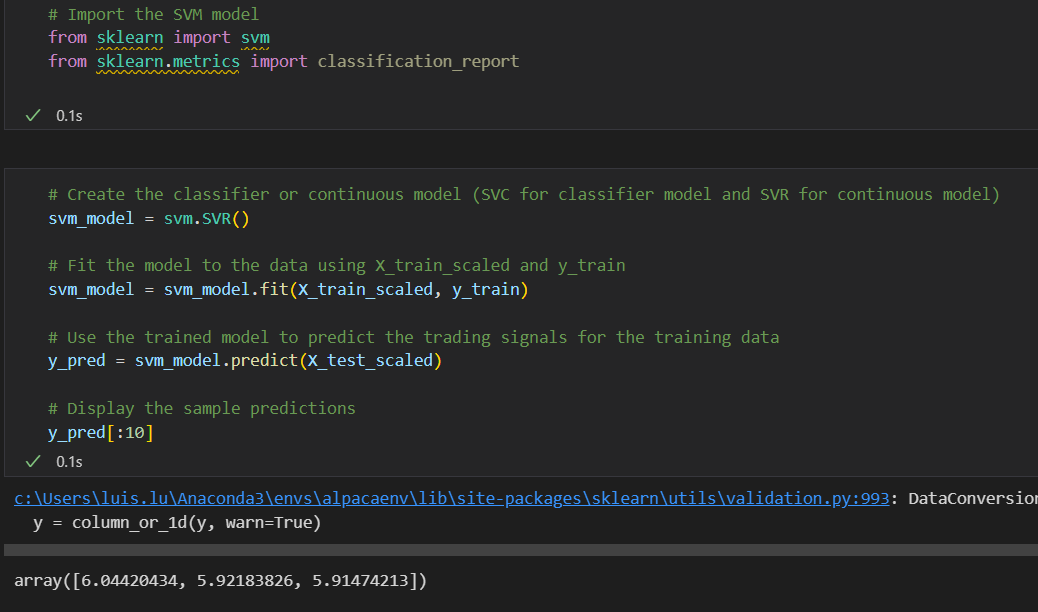 # Import the SVM model
from sklearn import svm
from sklearn.metrics import classification_report
0.1s
# Create the classifier or continuous model (SVC for classifier model and SVR for continuous model)
svm_model = svm.SVR()
# Fit the model to the data using X_train_scaled and y_train
svm_model = svm_model.fit(X_train_scaled, y_train)
# Use the trained model to predict the trading signals for the training data
y_pred = svm_model.predict(X_test_scaled)
# Display the sample predictions
y_pred[:10]
0.1s
c:\Users\luis.lu\Anaconda3\envs\alpacaenv\lib\site-packages\sklearn\utils\validation.py:993: DataConversion
y = column_or_1d(y, warn=True)
array([6.04420434, 5.92183826, 5.91474213])